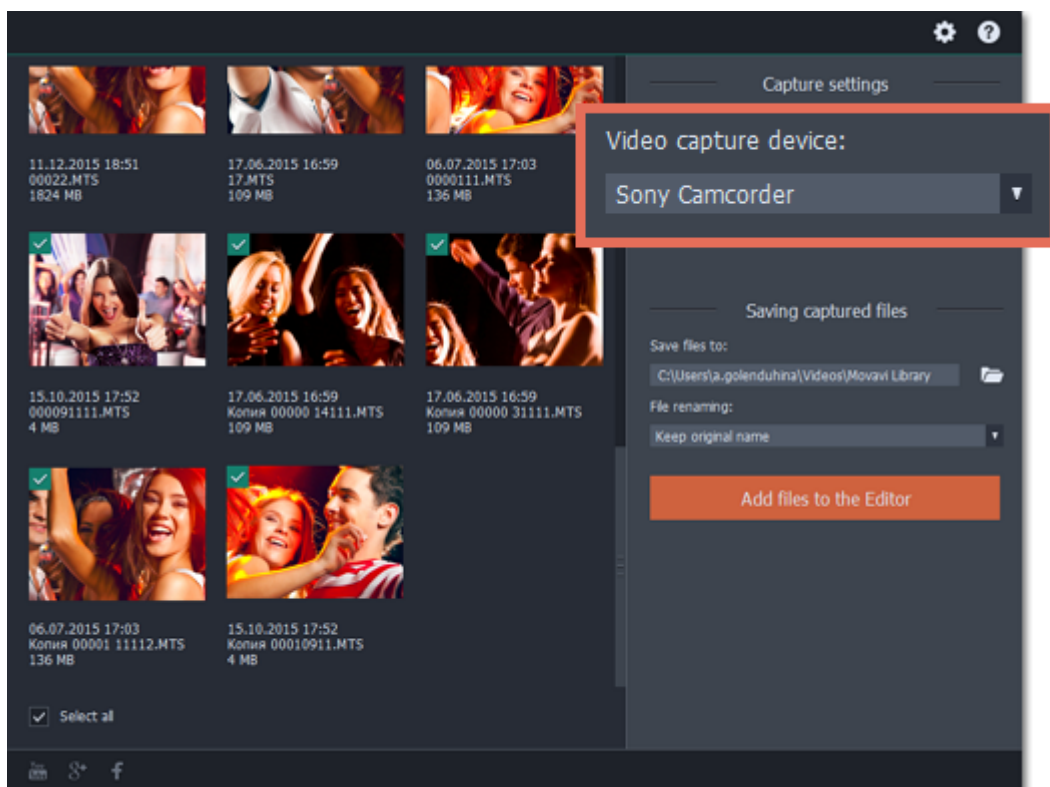 Capture settings
Video capture device:
Sony Camcorder
11.12.2015 18:51
00022.MTS
1824 MB
17.06.2015 16:59
17.MTS
109 MB
06.07.2015 17:03
0000111.MTS
136 MB
15.10.2015 17:52
000091111.MTS
4 MB
17.06.2015 16:59
Копия 00000 14111.MTS
109 MB
17.06.2015 16:59
Копия 00000 31111.MTS
109 MB
06.07.2015 17:03
Копия 00001 11112.MTS
136 MB
15.10.2015 17:52
Копия 00010911.MTS
4 MB
Select all
Saving captured files
Save files to:
C:\Users\a.golenduhina\Videos\Movavi Library
File renaming:
Keep original name
Add files to the Editor